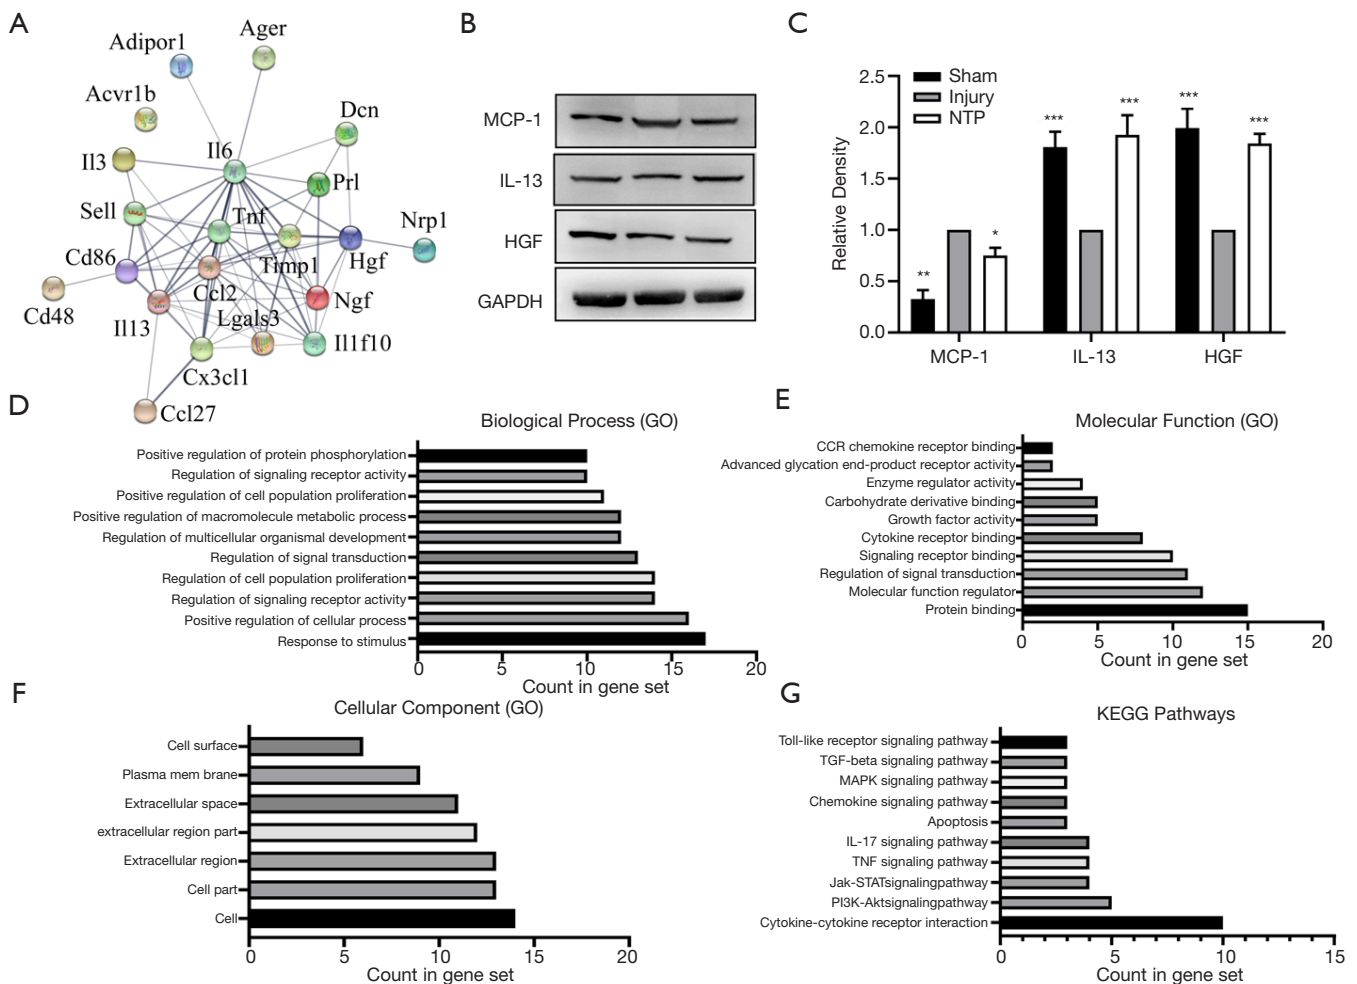 A
Adipor1
Ager
Acvr1b
Dcn
Il3
Il6
Prl
Sell
Tnf
Nrp1
Cd86
Timp1
Hgf
Cd48
Ccl2
Ngf
Il13
Lgals3
Il1f10
Cx3cl1
Ccl27
B
MCP-1
IL-13
HGF
GAPDH
C
Sham
Injury
NTP
Relative Density
2.5
2.0
1.5
1.0
0.5
0.0
**
*
***
***
***
***
MCP-1
IL-13
HGF
D
Biological Process (GO)
Positive regulation of protein phosphorylation
Regulation of signaling receptor activity
Positive regulation of cell population proliferation
Positive regulation of macromolecule metabolic process
Regulation of multicellular organismal development
Regulation of signal transduction
Regulation of cell population proliferation
Regulation of signaling receptor activity
Positive regulation of cellular process
Response to stimulus
0 5 10 15 20
Count in gene set
E
Molecular Function (GO)
CCR chemokine receptor binding
Advanced glycation end-product receptor activity
Enzyme regulator activity
Carbohydrate derivative binding
Growth factor activity
Cytokine receptor binding
Signaling receptor binding
Regulation of signal transduction
Molecular function regulator
Protein binding
0 5 10 15 20
Count in gene set
F
Cellular Component (GO)
Cell surface
Plasma mem brane
Extracellular space
extracellular region part
Extracellular region
Cell part
Cell
0 5 10 15 20
Count in gene set
G
KEGG Pathways
Toll-like receptor signaling pathway
TGF-beta signaling pathway
MAPK signaling pathway
Chemokine signaling pathway
Apoptosis
IL-17 signaling pathway
TNF signaling pathway
Jak-STATsignalingpathway
PI3K-Aktsignalingpathway
Cytokine-cytokine receptor interaction
0 5 10 15
Count in gene set